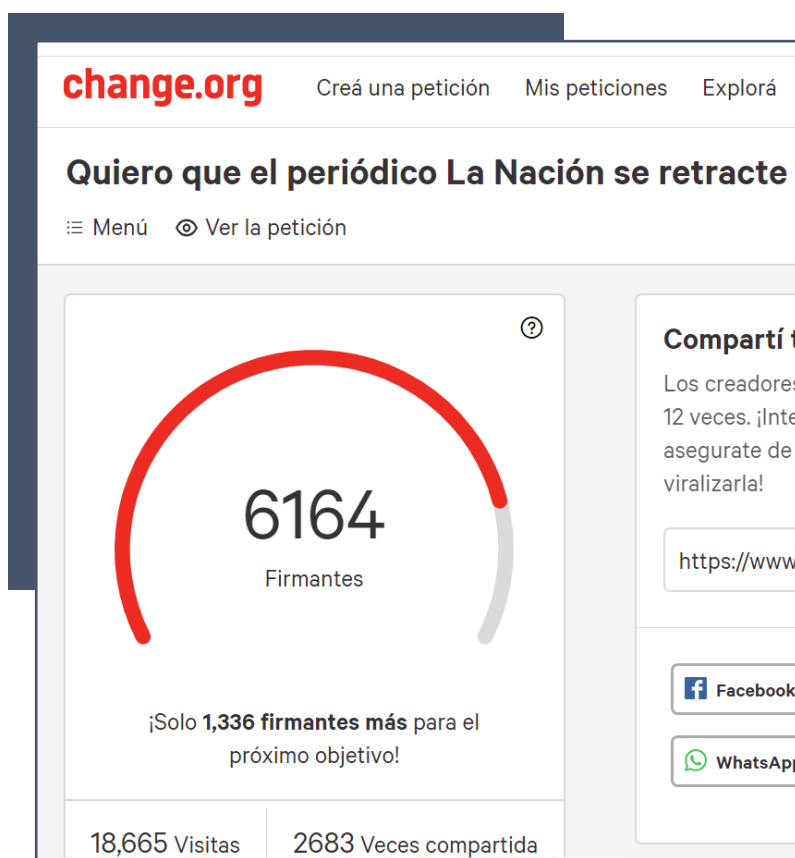 change.org Creá una petición Mis peticiones Explorá
Quiero que el periódico La Nación se retracte
Menú Ver la petición
6164
Firmantes
¡Solo 1,336 firmantes más para el
próximo objetivo!
18,665 Visitas 2683 Veces compartida
Compartí
Los creadores
12 veces. ¡Inte
asegurate de
viralizarla!
https://www
Facebook
WhatsApp